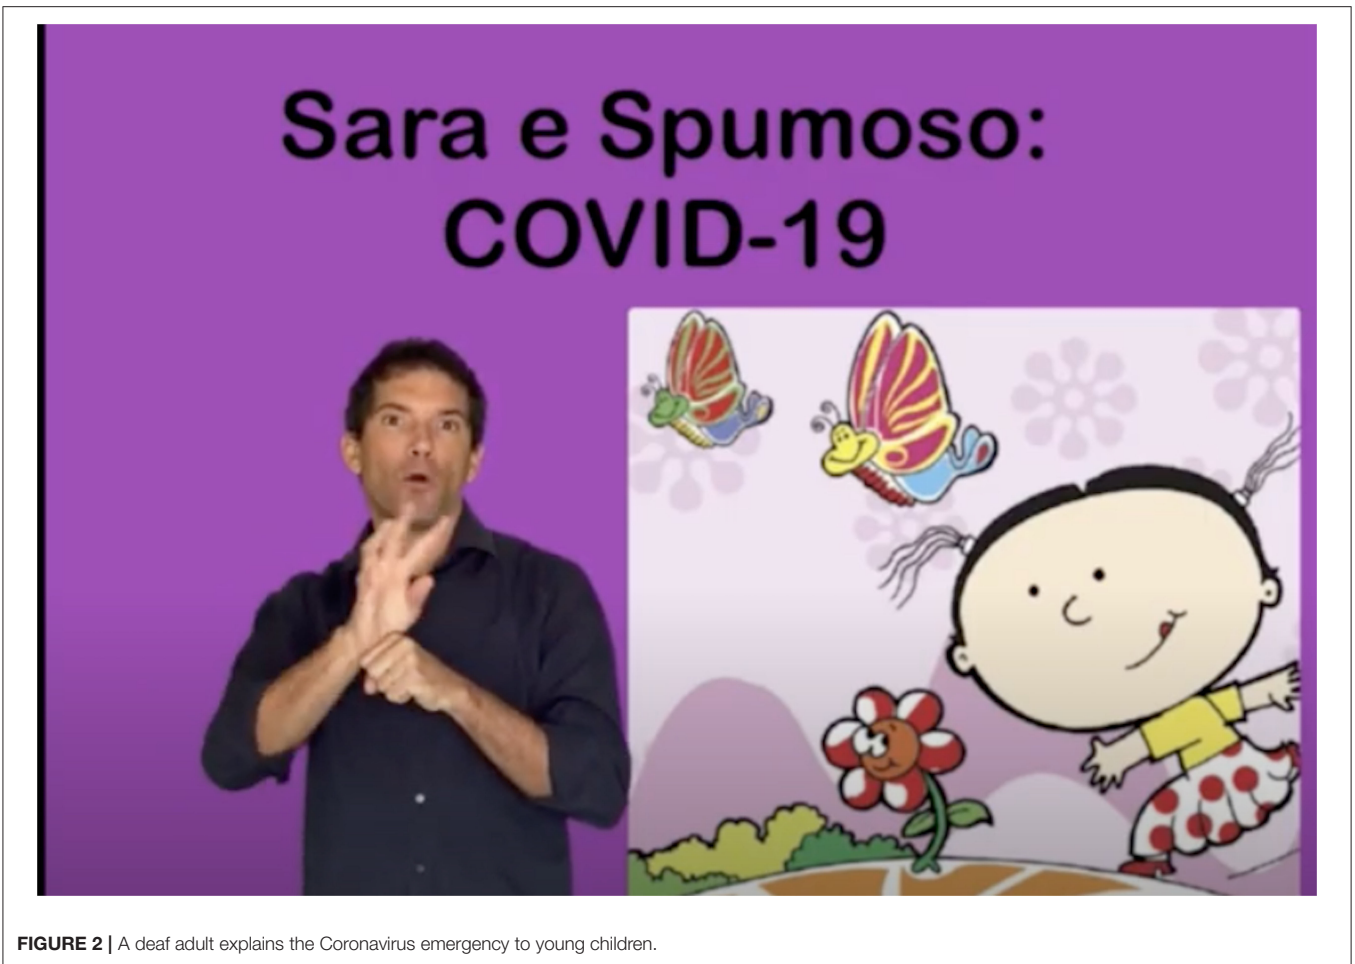 Sara e Spumoso:
COVID-19
FIGURE 2 | A deaf adult explains the Coronavirus emergency to young children.